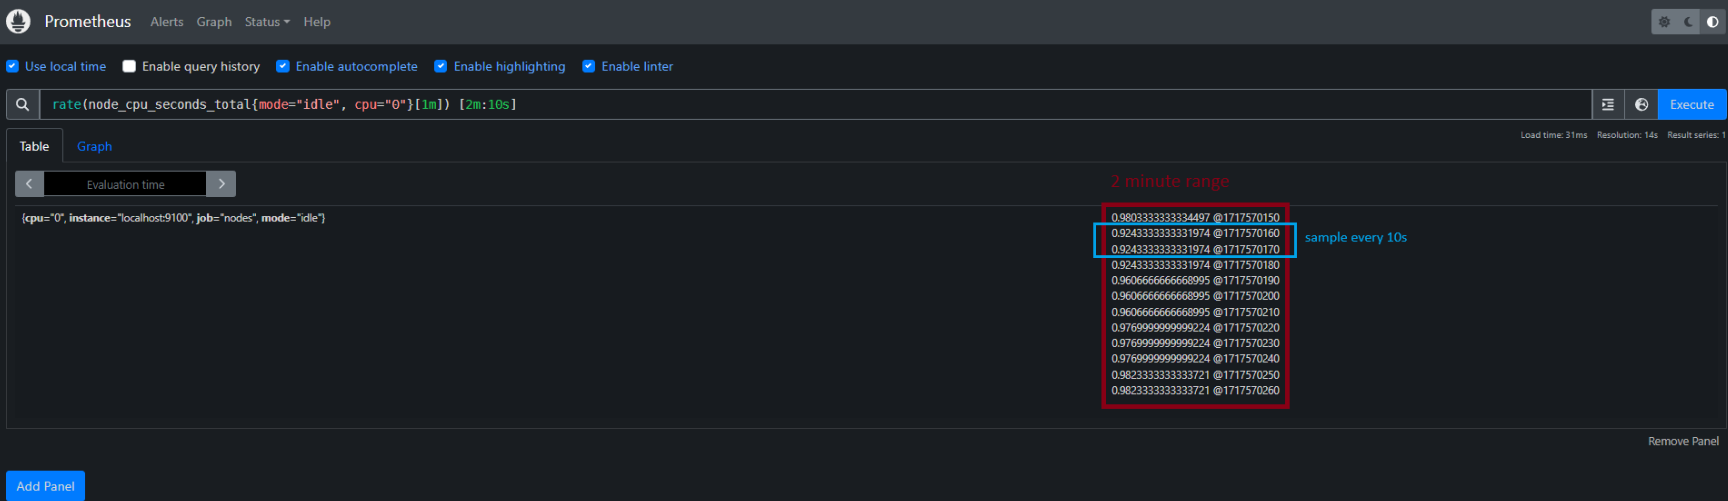 Prometheus Alerts Graph Status Help
Use local time Enable query history Enable autocomplete Enable highlighting Enable linter
rate(node_cpu_seconds_total{mode="idle", cpu="0"}[1m]) [2m:10s]
Execute
Table Graph
Load time: 31ms Resolution: 14s Result series: 1
Evaluation time
2 minute range
{cpu="0", instance="localhost:9100", job="nodes", mode="idle"}
0.9803333333334497 @1717570150
0.9243333333331974 @1717570160
sample every 10s
0.9243333333331974 @1717570170
0.9243333333331974 @1717570180
0.9606666666668995 @1717570190
0.9606666666668995 @1717570200
0.9606666666668995 @1717570210
0.9769999999999224 @1717570220
0.9769999999999224 @1717570230
0.9769999999999224 @1717570240
0.9823333333333721 @1717570250
0.9823333333333721 @1717570260
Remove Panel
Add Panel